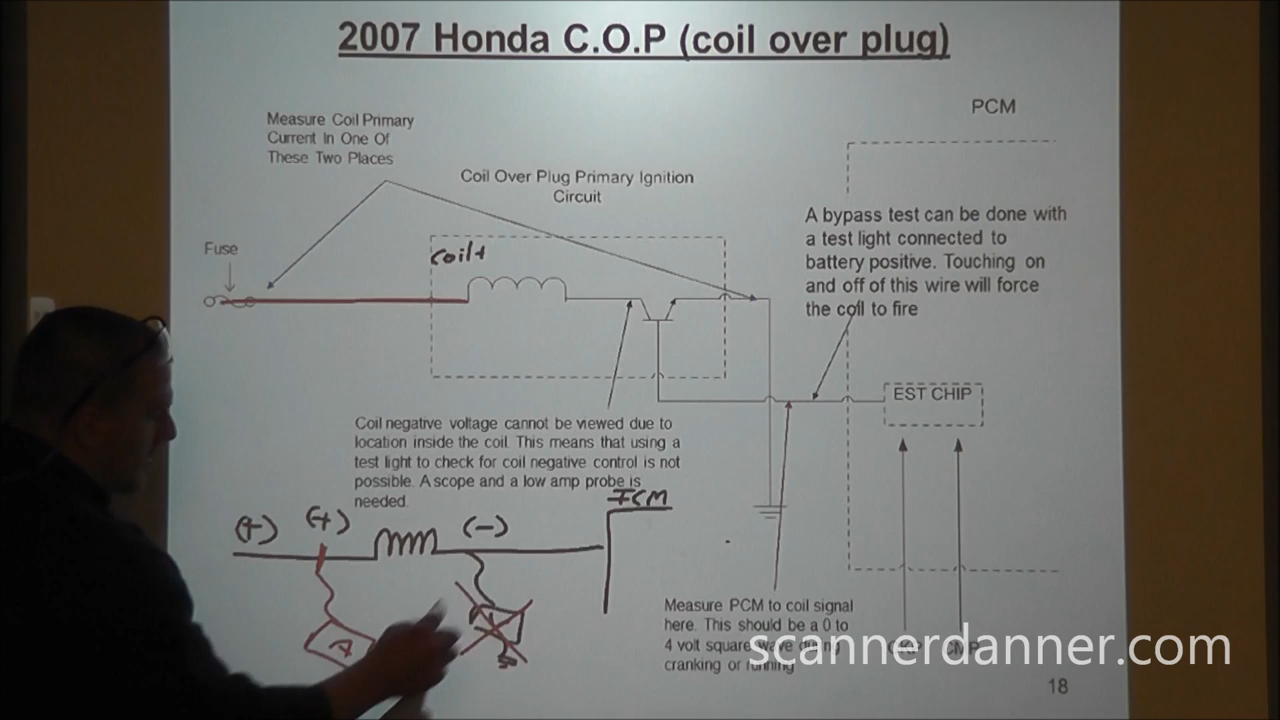 2007 Honda C.O.P (coil over plug)
PCM
Measure Coil Primary
Current In One Of
These Two Places
Coil Over Plug Primary Ignition
Circuit
A bypass test can be done with
a test light connected to
battery positive. Touching on
and off of this wire will force
the coil to fire
Fuse
coil+
EST CHIP
Coil negative voltage cannot be viewed due to
location inside the coil. This means that using a
test light to check for coil negative control is not
possible. A scope and a low amp probe is
needed.
(+) (+) (-)
A
Measure PCM to coil signal
here. This should be a 0 to
4 volt square wave during
cranking or running
scannerdanner.com
18